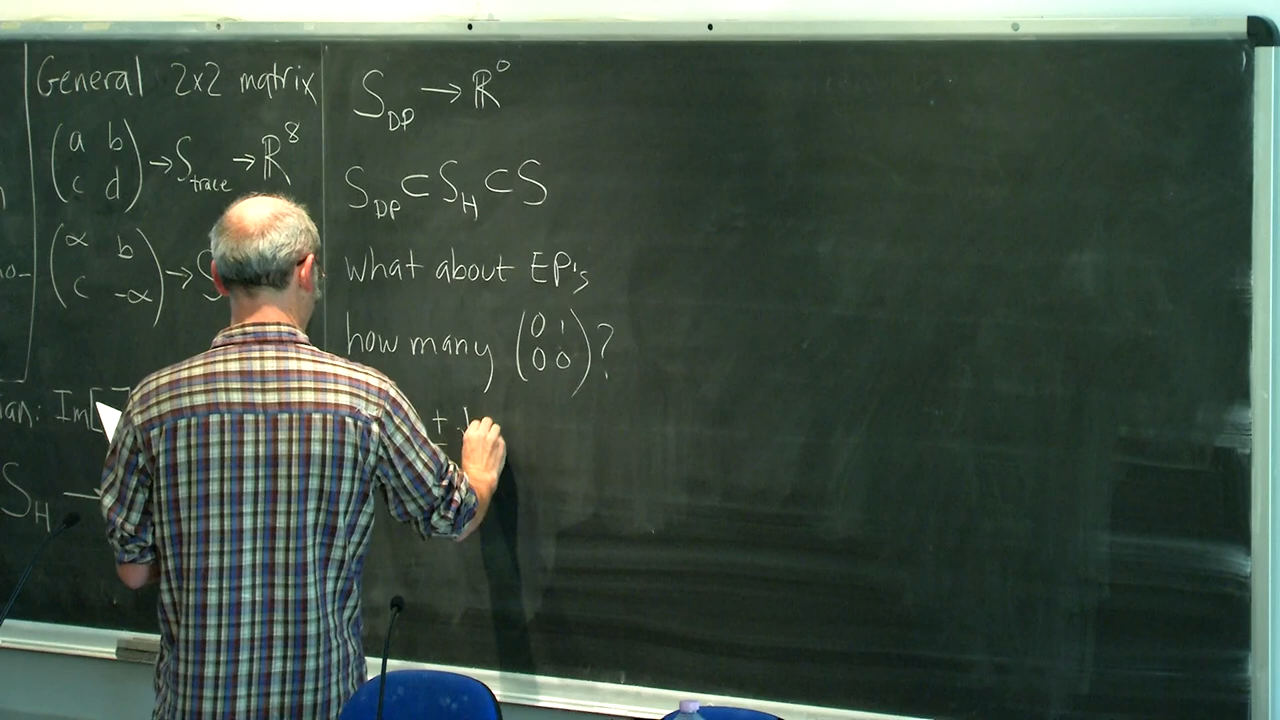 General 2x2 matrix
(a b
c d) → S_trace → ℝ^8
(α b
c -α) → S
Im[
S_H →
S_DP → ℝ^0
S_DP ⊂ S_H ⊂ S
what about EP's
how many (0 1
0 0)?
±